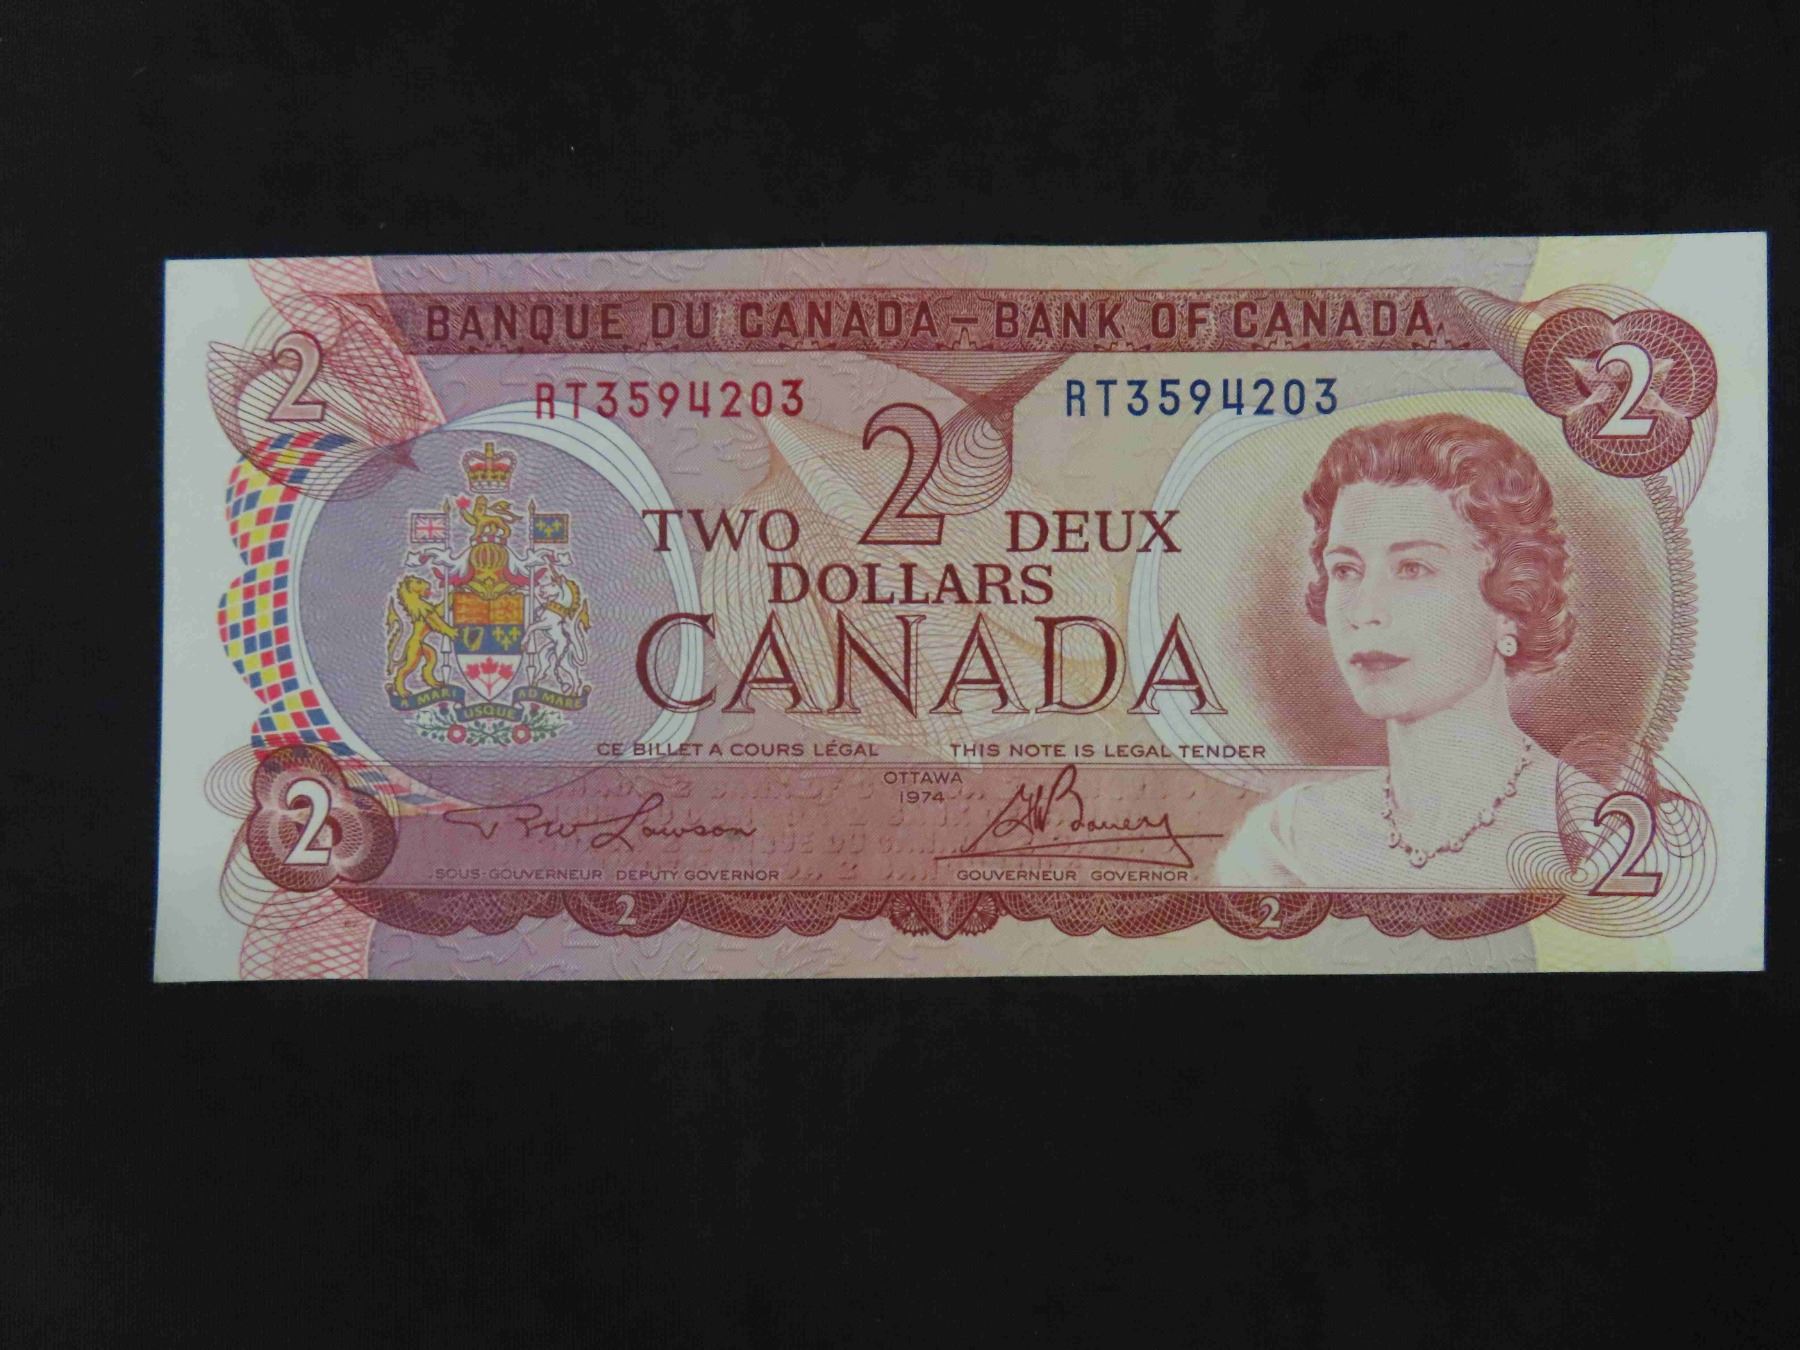 BANQUE DU CANADA – BANK OF CANADA
2 2
RT3594203 RT3594203
2
TWO DEUX
DOLLARS
CANADA
A MARI USQUE AD MARE
CE BILLET A COURS LÉGAL THIS NOTE IS LEGAL TENDER
OTTAWA
1974
2 2
Lawson
SOUS-GOUVERNEUR DEPUTY GOVERNOR GOUVERNEUR GOVERNOR
2 2